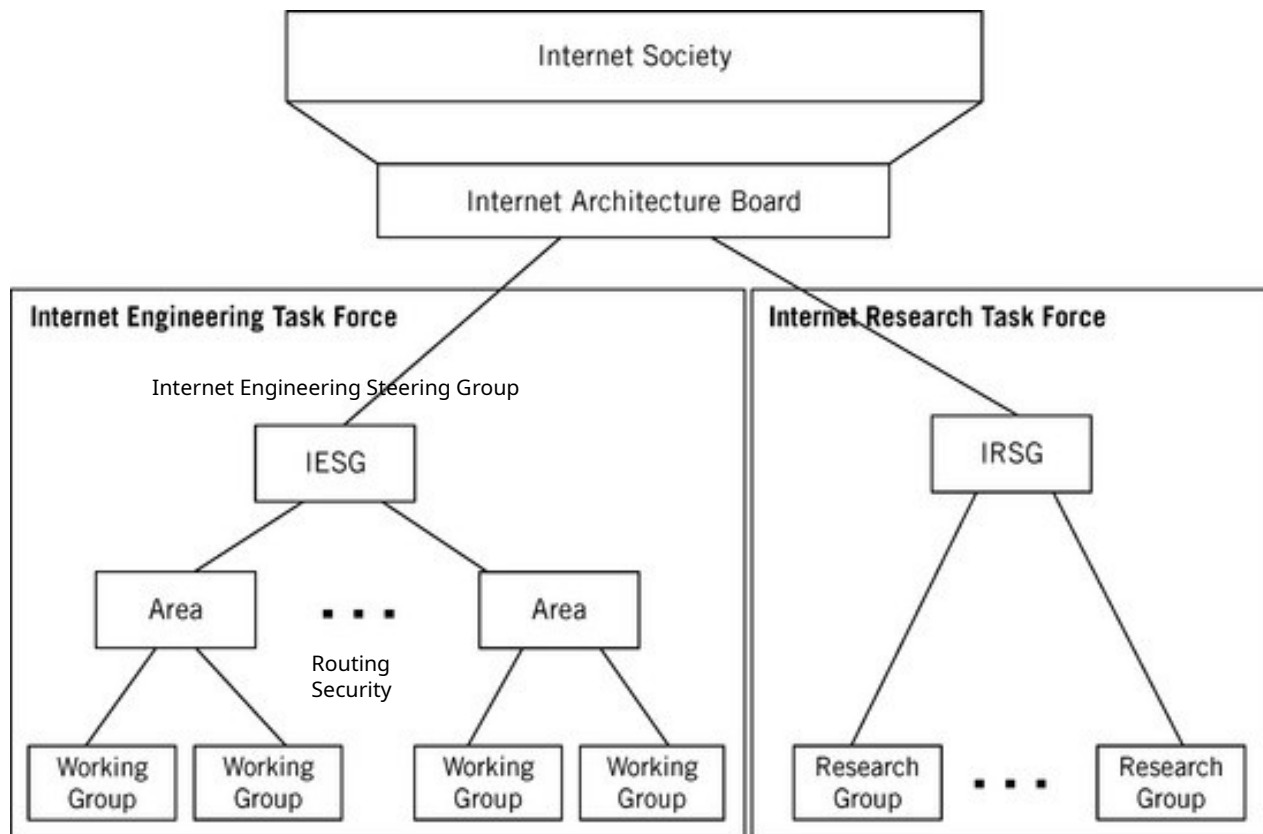 Internet Society
Internet Architecture Board
Internet Engineering Task Force
Internet Research Task Force
Internet Engineering Steering Group
IESG
IRSG
Area
Area
Routing
Security
Working
Group
Working
Group
Working
Group
Working
Group
Research
Group
Research
Group